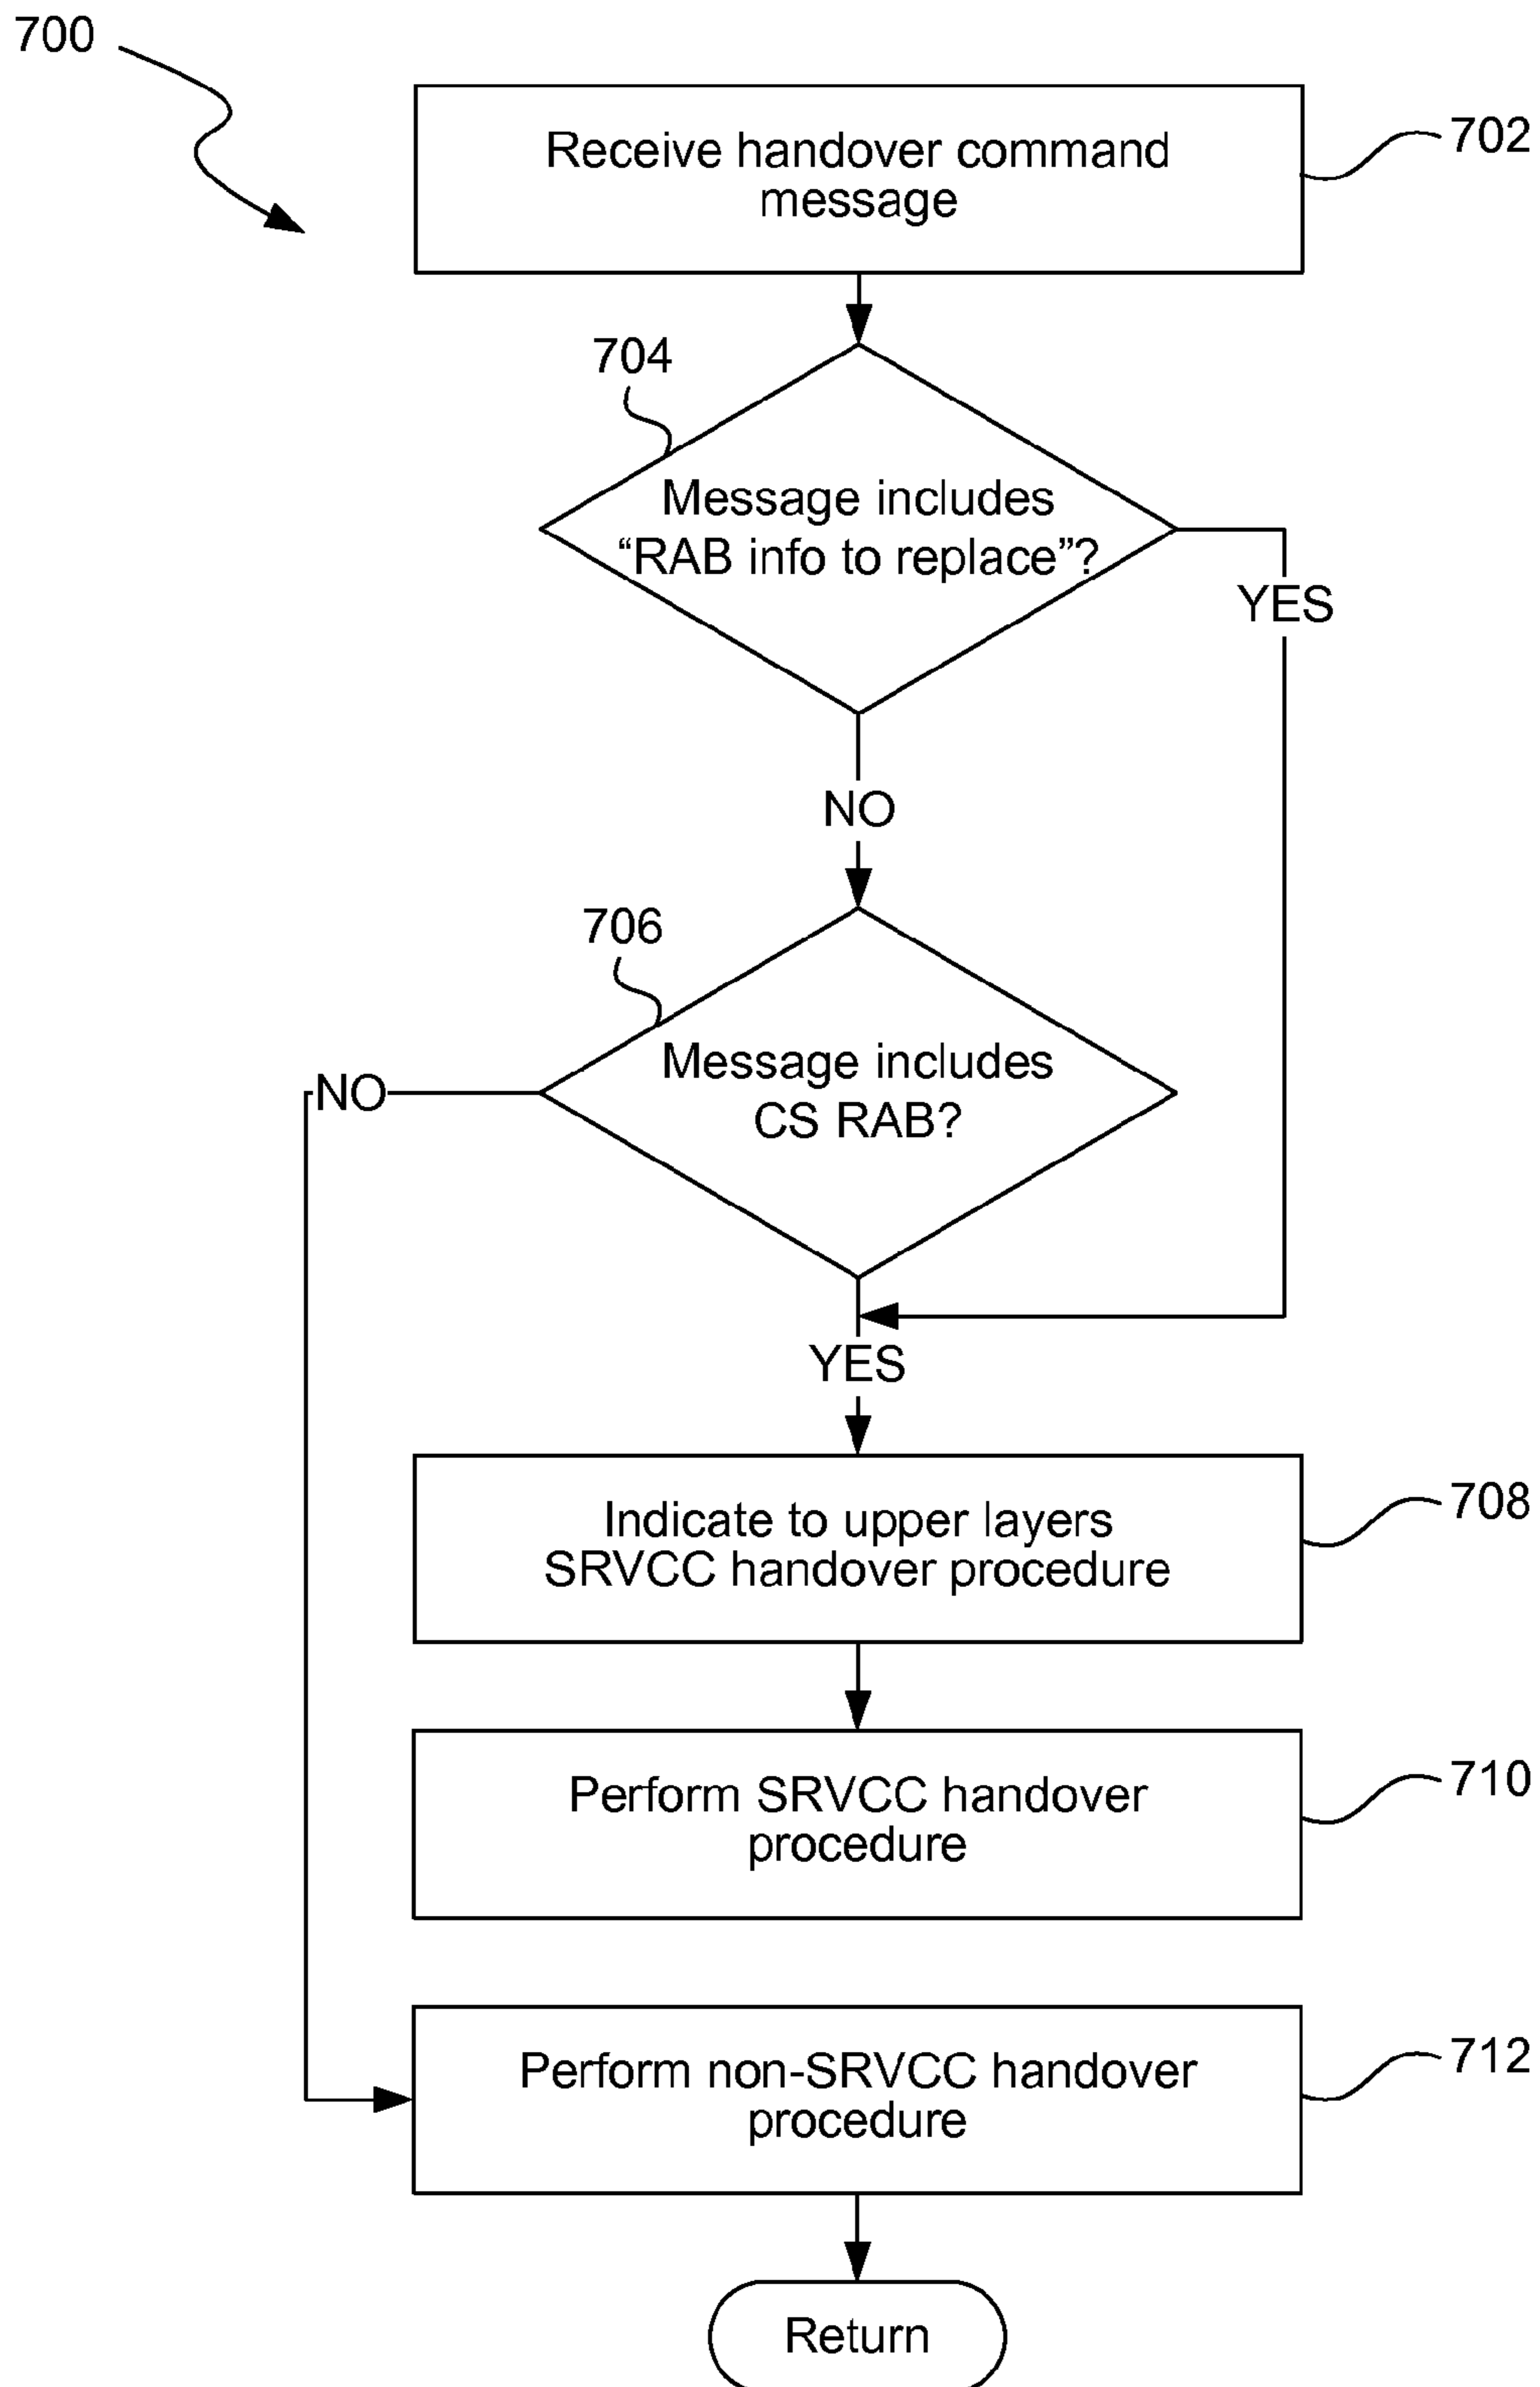 700
Receive handover command
message
702
704
Message includes
“RAB info to replace”?
YES
NO
706
Message includes
CS RAB?
NO
YES
Indicate to upper layers
SRVCC handover procedure
708
Perform SRVCC handover
procedure
710
Perform non-SRVCC handover
procedure
712
Return